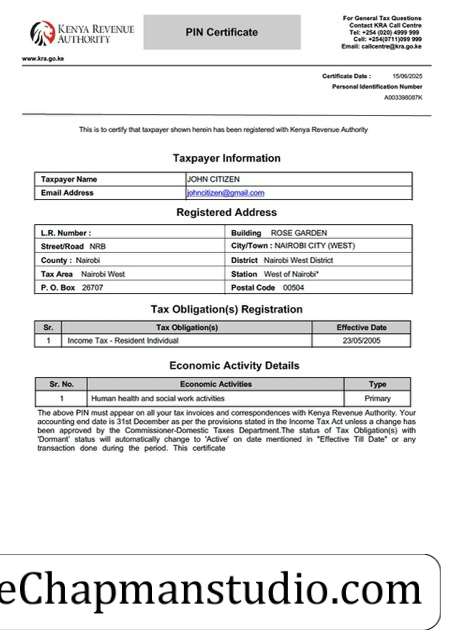 KENYA REVENUE
AUTHORITY
PIN Certificate
For General Tax Questions
Contact KRA Call Centre
Tel: +254 (020) 4999 999
Cell: +254(0711)099 999
Email: callcentre@kra.go.ke
www.kra.go.ke
Certificate Date : 15/06/2025
Personal Identification Number
A003398087K
This is to certify that taxpayer shown herein has been registered with Kenya Revenue Authority
Taxpayer Information
Taxpayer Name JOHN CITIZEN
Email Address johncitizen@gmail.com
Registered Address
L.R. Number : Building ROSE GARDEN
Street/Road NRB City/Town : NAIROBI CITY (WEST)
County : Nairobi District Nairobi West District
Tax Area Nairobi West Station West of Nairobi*
P. O. Box 26707 Postal Code 00504
Tax Obligation(s) Registration
Sr. Tax Obligation(s) Effective Date
1 Income Tax - Resident Individual 23/05/2005
Economic Activity Details
Sr. No. Economic Activities Type
1 Human health and social work activities Primary
The above PIN must appear on all your tax invoices and correspondences with Kenya Revenue Authority. Your
accounting end date is 31st December as per the provisions stated in the Income Tax Act unless a change has
been approved by the Commissioner-Domestic Taxes Department.The status of Tax Obligation(s) with
'Dormant' status will automatically change to 'Active' on date mentioned in "Effective Till Date" or any
transaction done during the period. This certificate
eChapmanstudio.com